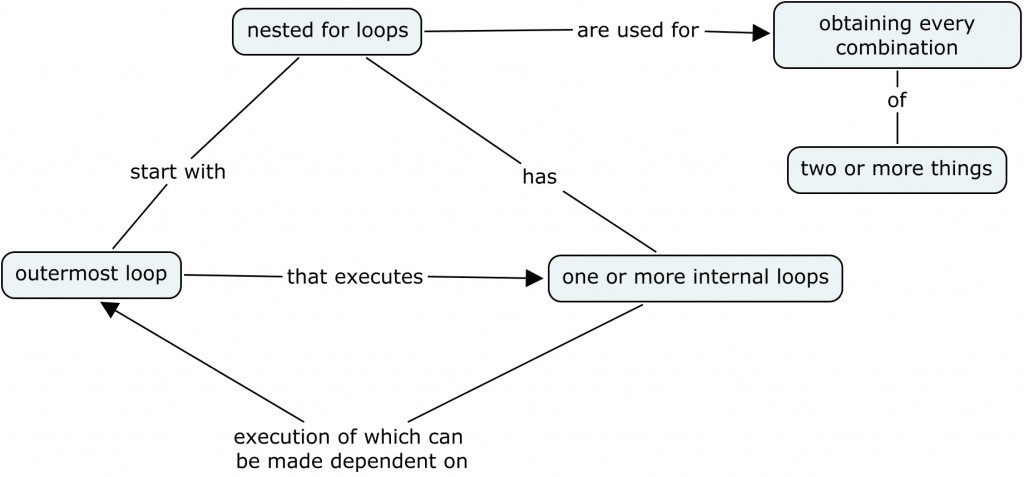 nested for loops
are used for
obtaining every
combination
of
two or more things
start with
has
outermost loop
that executes
one or more internal loops
execution of which can
be made dependent on